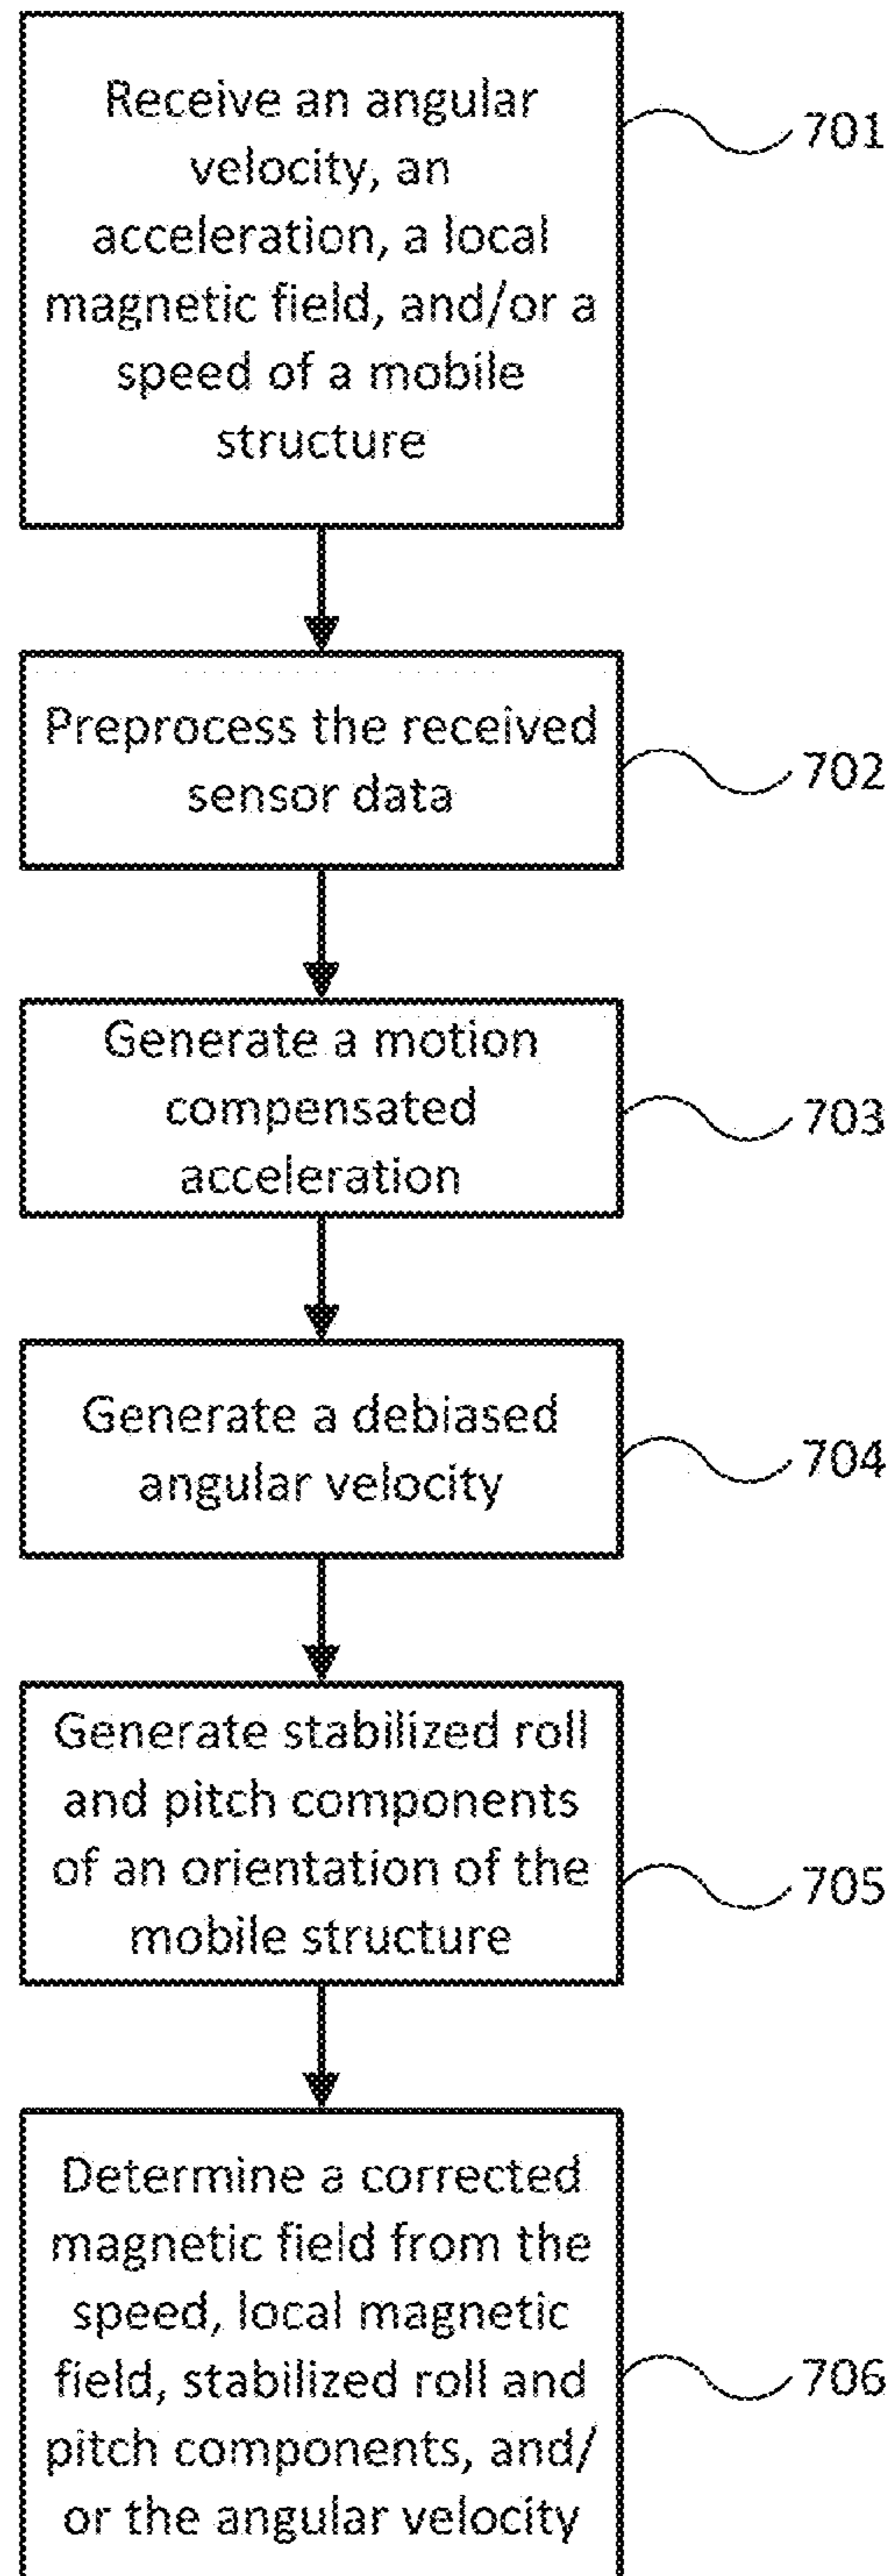 Receive an angular
velocity, an
acceleration, a local
magnetic field, and/or a
speed of a mobile
structure
701
Preprocess the received
sensor data
702
Generate a motion
compensated
acceleration
703
Generate a debiased
angular velocity
704
Generate stabilized roll
and pitch components
of an orientation of the
mobile structure
705
Determine a corrected
magnetic field from the
speed, local magnetic
field, stabilized roll and
pitch components, and/
or the angular velocity
706